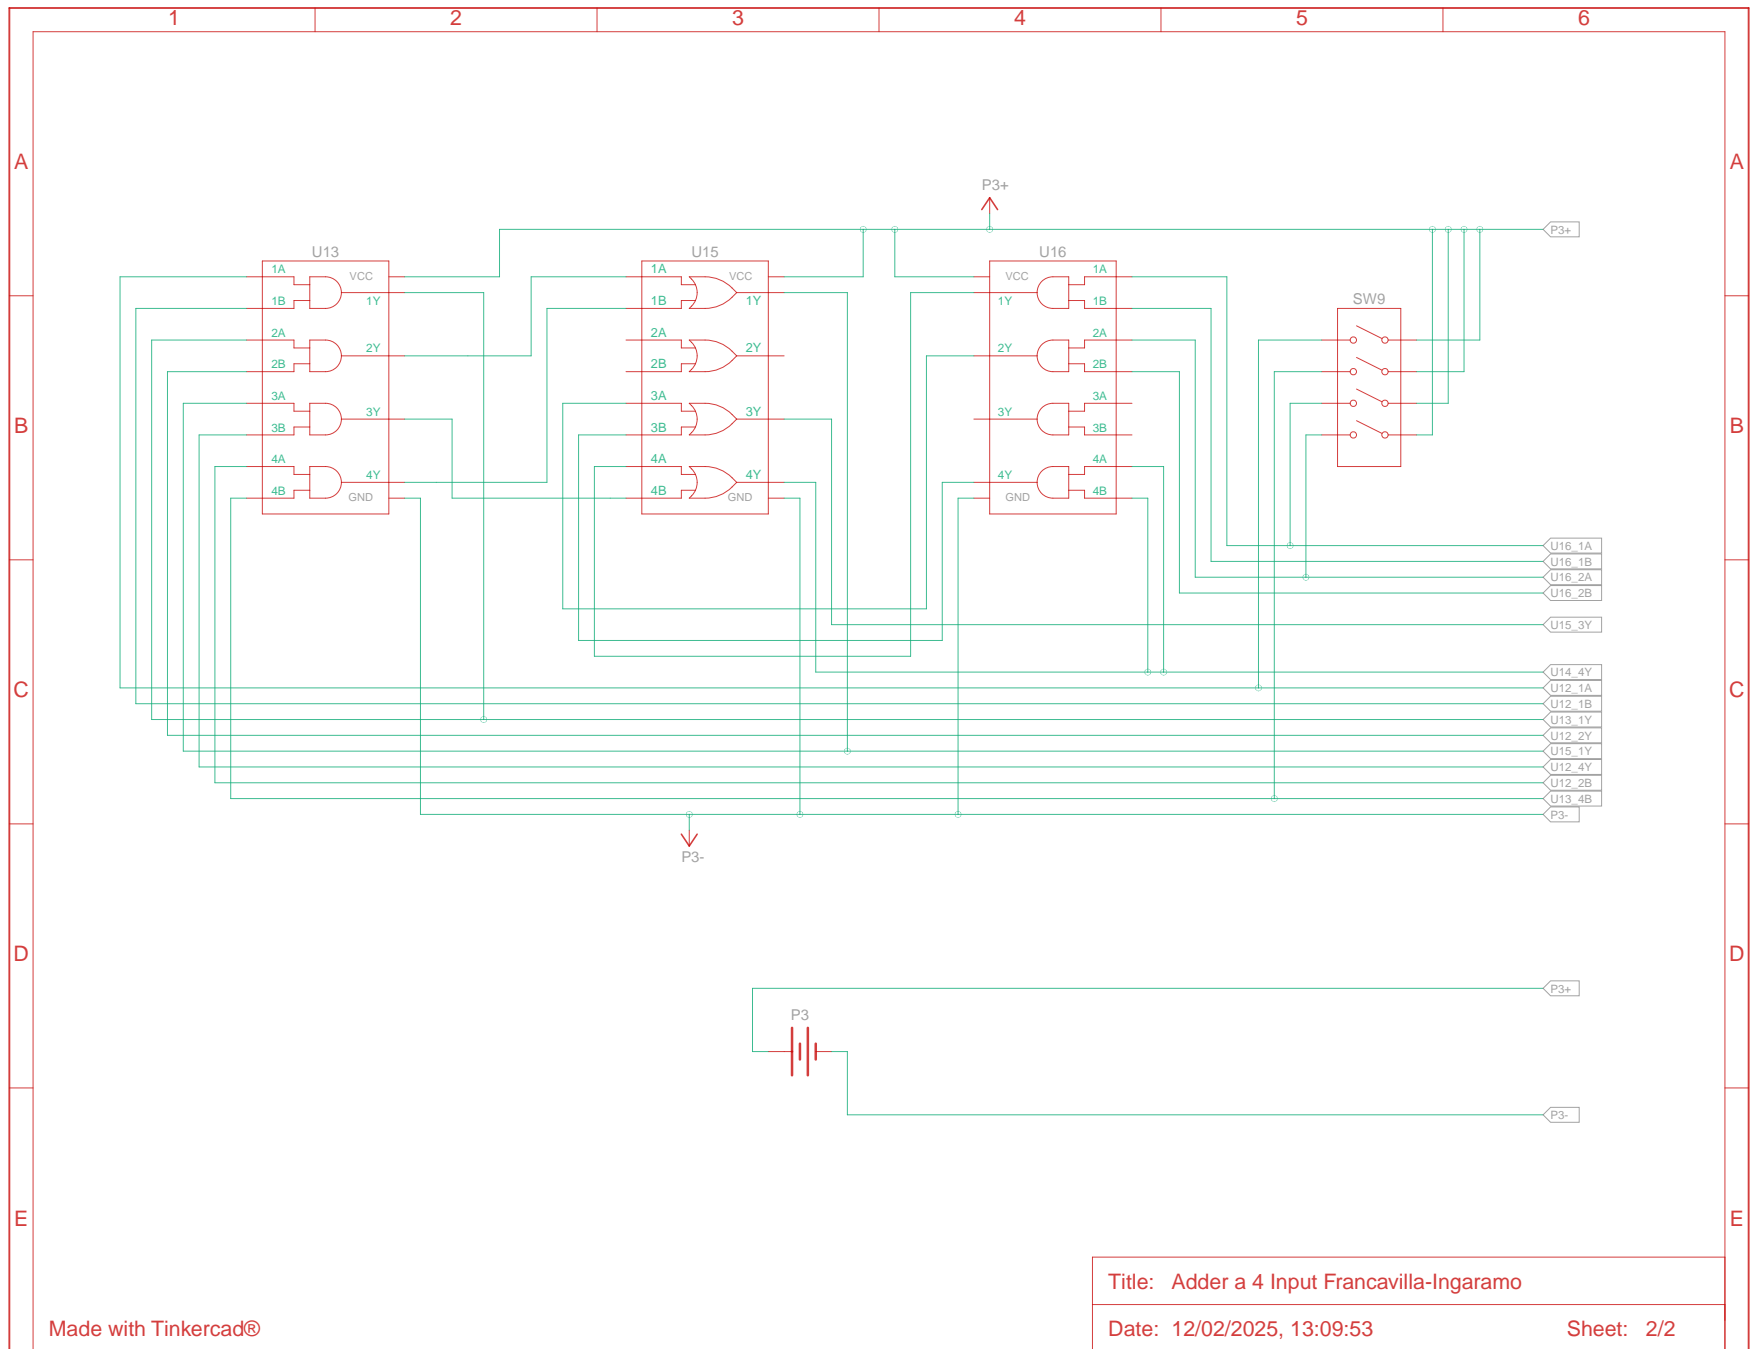 1 2 3 4 5 6
A A
P3+
P3+
U13 U15 U16
1A VCC 1A VCC VCC 1A
1B 1Y 1B 1Y 1Y 1B
SW9
2A 2A 2A
2Y 2Y 2Y
2B 2B 2B
3A 3A 3A
3Y 3Y 3Y
B 3B 3B 3B B
4A 4A 4A
4Y 4Y 4Y
4B GND 4B GND GND 4B
U16_1A
U16_1B
U16_2A
U16_2B
U15_3Y
U14_4Y
C U12_1A C
U12_1B
U13_1Y
U12_2Y
U15_1Y
U12_4Y
U12_2B
U13_4B
P3-
P3-
D D
P3+
P3
P3-
E E
Title: Adder a 4 Input Francavilla-Ingaramo
Made with Tinkercad® Date: 12/02/2025, 13:09:53 Sheet: 2/2